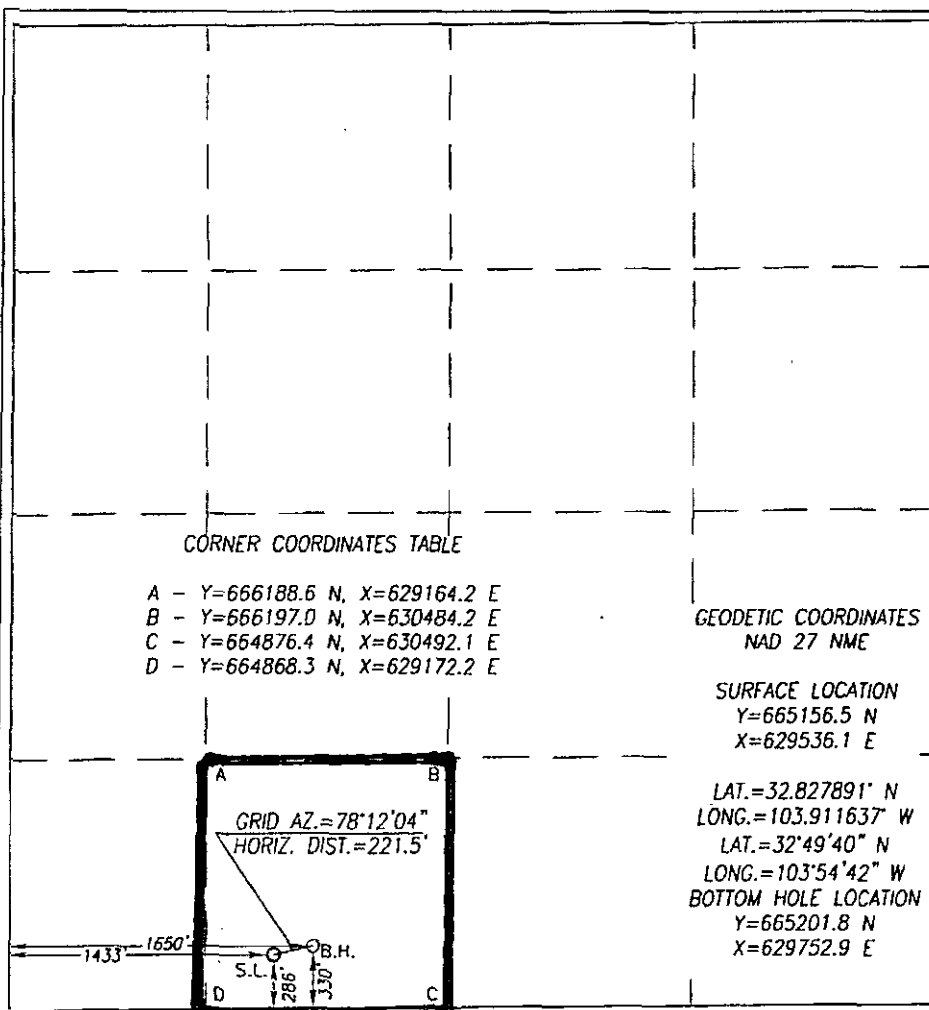 CORNER COORDINATES TABLE
A - Y=666188.6 N, X=629164.2 E
B - Y=666197.0 N, X=630484.2 E
C - Y=664876.4 N, X=630492.1 E
D - Y=664868.3 N, X=629172.2 E
GEODETIC COORDINATES
NAD 27 NME
SURFACE LOCATION
Y=665156.5 N
X=629536.1 E
LAT.=32.827891° N
LONG.=103.911637° W
LAT.=32°49'40" N
LONG.=103°54'42" W
BOTTOM HOLE LOCATION
Y=665201.8 N
X=629752.9 E
A
B
GRID AZ.=78°12'04"
HORIZ. DIST.=221.5'
1650'
B.H.
1433'
S.L.
286'
330'
D
C